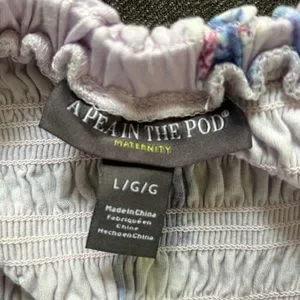 A PEA IN THE POD®
MATERNITY
L/G/G
Made in China
Fabriqué en
Chine
Hecho en China